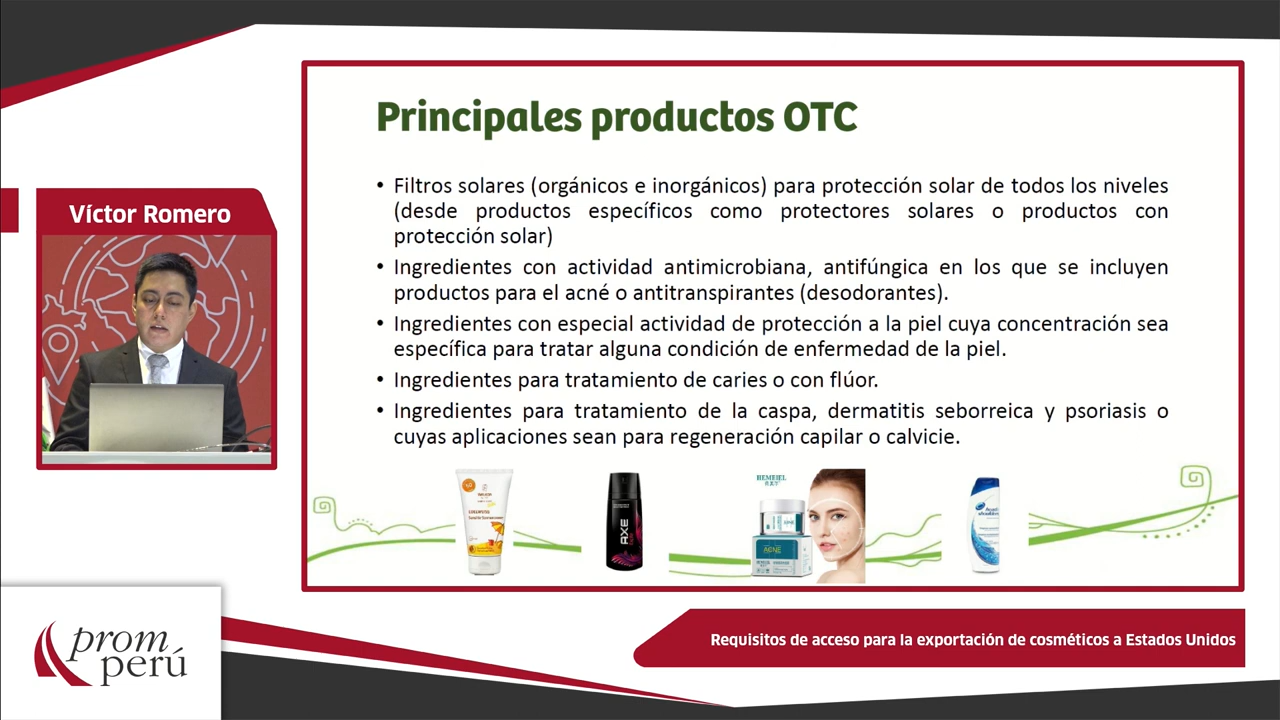 Principales productos OTC
Víctor Romero
• Filtros solares (orgánicos e inorgánicos) para protección solar de todos los niveles
(desde productos específicos como protectores solares o productos con
protección solar)
• Ingredientes con actividad antimicrobiana, antifúngica en los que se incluyen
productos para el acné o antitranspirantes (desodorantes).
• Ingredientes con especial actividad de protección a la piel cuya concentración sea
específica para tratar alguna condición de enfermedad de la piel.
• Ingredientes para tratamiento de caries o con flúor.
• Ingredientes para tratamiento de la caspa, dermatitis seborreica y psoriasis o
cuyas aplicaciones sean para regeneración capilar o calvicie.
AXE
HEMEIEL
ACNE
Requisitos de acceso para la exportación de cosméticos a Estados Unidos
prom
perú